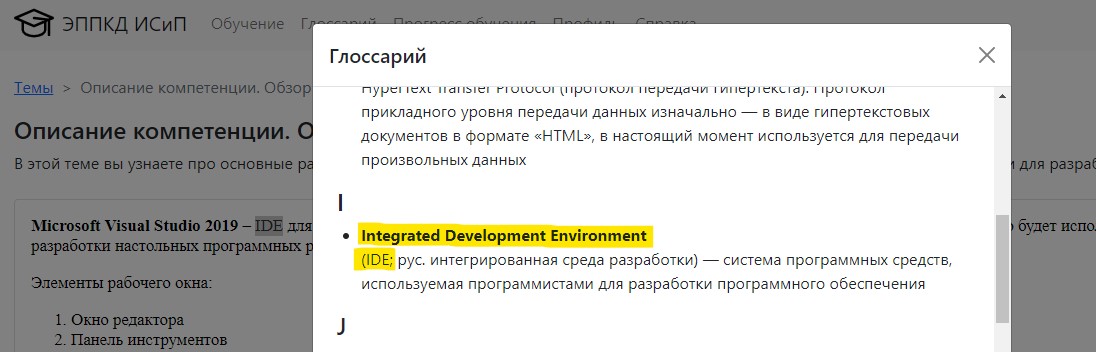 ЭППКД ИСиП Обучение Глоссарий Прогресс обучения Профиль Справка
Глоссарий
Темы > Описание компетенции. Обзор
HyperText Transfer Protocol (протокол передачи гипертекста). Протокол
прикладного уровня передачи данных изначально — в виде гипертекстовых
документов в формате «HTML», в настоящий момент используется для передачи
произвольных данных
Описание компетенции. О
В этой теме вы узнаете про основные ра
и для разраб
I
Microsoft Visual Studio 2019 – IDE для
о будет испол
разработки настольных программных р
• Integrated Development Environment
(IDE; рус. интегрированная среда разработки) — система программных средств,
используемая программистами для разработки программного обеспечения
Элементы рабочего окна:
1. Окно редактора
2. Панель инструментов
J